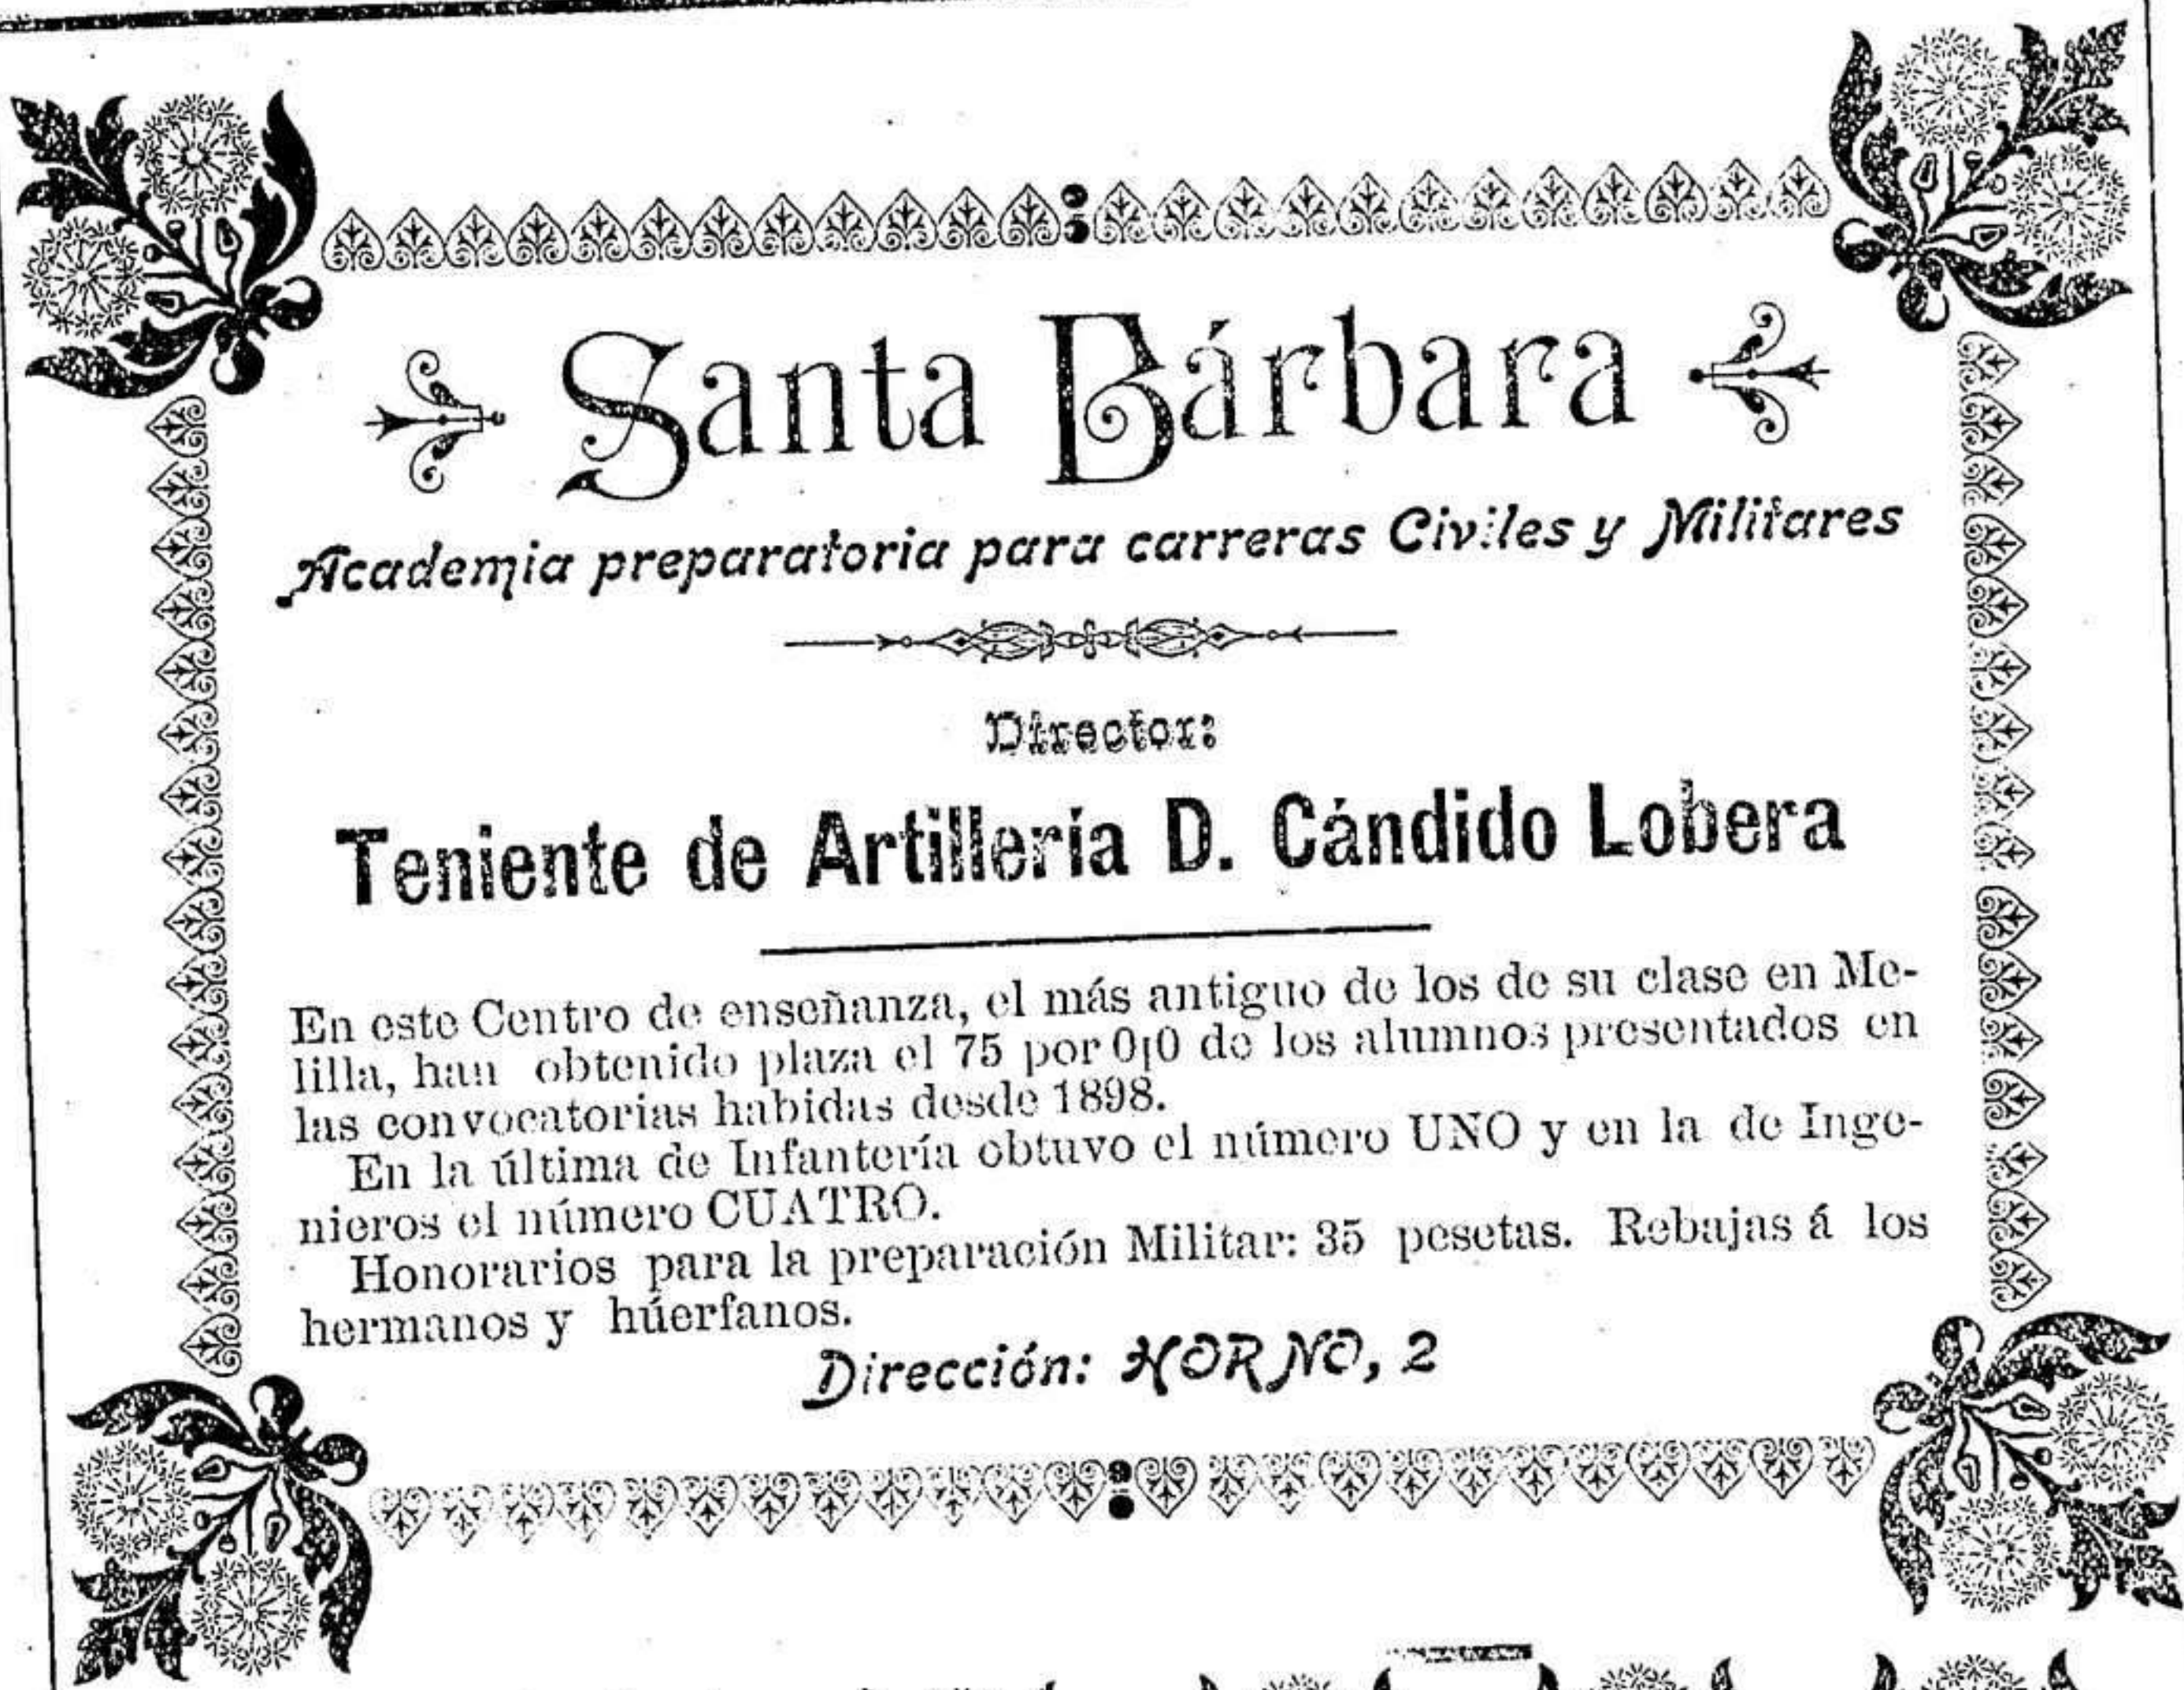 Santa Bárbara
Academia preparatoria para carreras Civiles y Militares
Director:
Teniente de Artillería D. Cándido Lobera
En este Centro de enseñanza, el más antiguo de los de su clase en Me-
lilla, han obtenido plaza el 75 por 0|0 de los alumnos presentados en
las convocatorias habidas desde 1898.
En la última de Infantería obtuvo el número UNO y en la de Inge-
nieros el número CUATRO.
Honorarios para la preparación Militar: 35 pesetas. Rebajas á los
hermanos y húerfanos.
Dirección: HORNO, 2